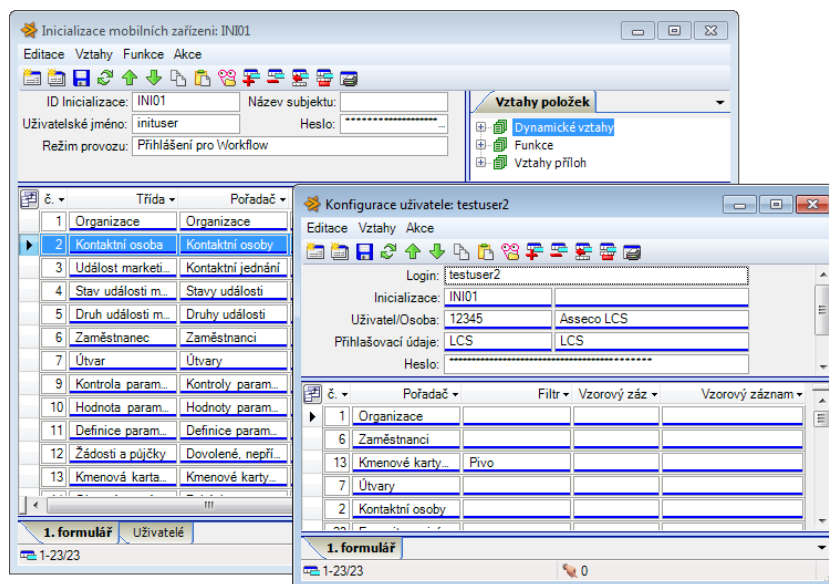 Inicializace mobilních zařízeni: INI01
Editace Vztahy Funkce Akce
ID Inicializace: INI01 Název subjektu:
Uživatelské jméno: inituser Heslo: ********************...
Režim provozu: Přihlášení pro Workflow
Vztahy položek
Dynamické vztahy
Funkce
Vztahy příloh
č. Třída Pořadač
1 Organizace Organizace
2 Kontaktní osoba Kontaktní osoby
3 Událost marketi... Kontaktní jednání
4 Stav události m... Stavy události
5 Druh události m... Druhy události
6 Zaměstnanec Zaměstnanci
7 Útvar Útvary
9 Kontrola param... Kontroly param...
10 Hodnota param... Hodnoty param...
11 Definice param... Definice param...
12 Žádosti a půjčky Dovolené, nepří...
13 Kmenová karta... Kmenové karty...
1. formulář Uživatelé
1-23/23
Konfigurace uživatele: testuser2
Editace Vztahy Akce
Login: testuser2
Inicializace: INI01
Uživatel/Osoba: 12345 Asseco LCS
Přihlašovací údaje: LCS LCS
Heslo: **************************************************
č. Pořadač Filtr Vzorový záz Vzorový záznam
1 Organizace
6 Zaměstnanci
13 Kmenové karty... Pivo
7 Útvary
2 Kontaktní osoby
1. formulář
1-23/23 0